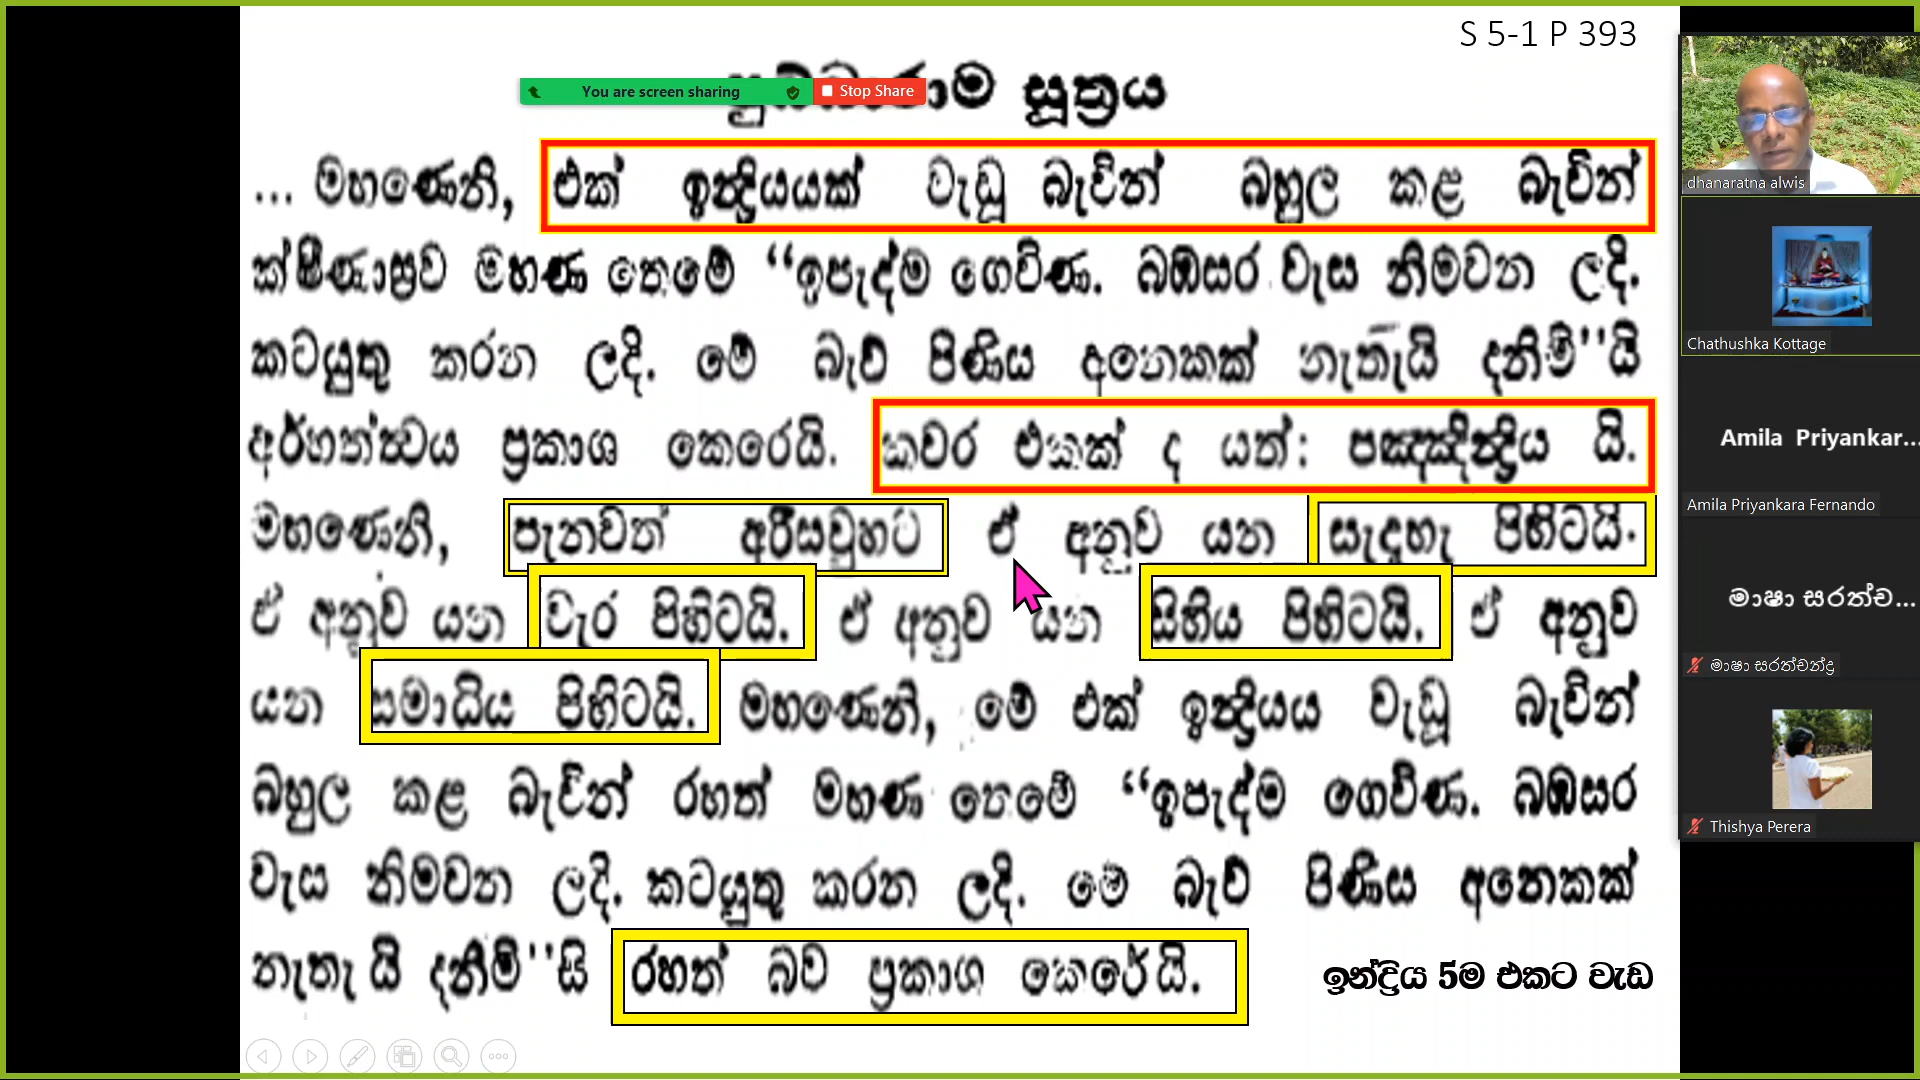 S 5-1 P 393
You are screen sharing
Stop Share
සූත්‍රය
... මහණෙනි, එක් ඉන්ද්‍රියයක් වැඩූ බැවින් බහුල කළ බැවින්
ක්ෂීණාස්‍රව මහණ තෙමේ “ඉපැද්ම ගෙවිණ. බඹසර වැස නිමවන ලදි.
කටයුතු කරන ලදි. මේ බැව් පිණිය අනෙකක් නැතැයි දනිමි’’යි
අර්හත්ත්වය ප්‍රකාශ කෙරෙයි. කවර එකක් ද යත්: පඤ්ඤින්ද්‍රිය යි.
මහණෙනි, පැනවත් අරීසවුහට ඒ අනුව යන සැදැහැ පිහිටයි.
ඒ අනුව යන වැර පිහිටයි. ඒ අනුව යන සිහිය පිහිටයි. ඒ අනුව
යන සමාධිය පිහිටයි. මහණෙනි, මේ එක් ඉන්ද්‍රියය වැඩූ බැවින්
බහුල කළ බැවින් රහත් මහණ තෙමේ “ඉපැද්ම ගෙවිණ. බඹසර
වැස නිමවන ලදි. කටයුතු කරන ලදි. මේ බැව් පිණිස අනෙකක්
නැතැ යි දනිමි’’සි රහත් බව ප්‍රකාශ කෙරේයි.
ඉන්ද්‍රිය 5ම එකට වැඩ
dhanaratna alwis
Chathushka Kottage
Amila Priyankar...
Amila Priyankara Fernando
මාෂා සරත්ච...
මාෂා සරත්චන්ද්‍ර
Thishya Perera